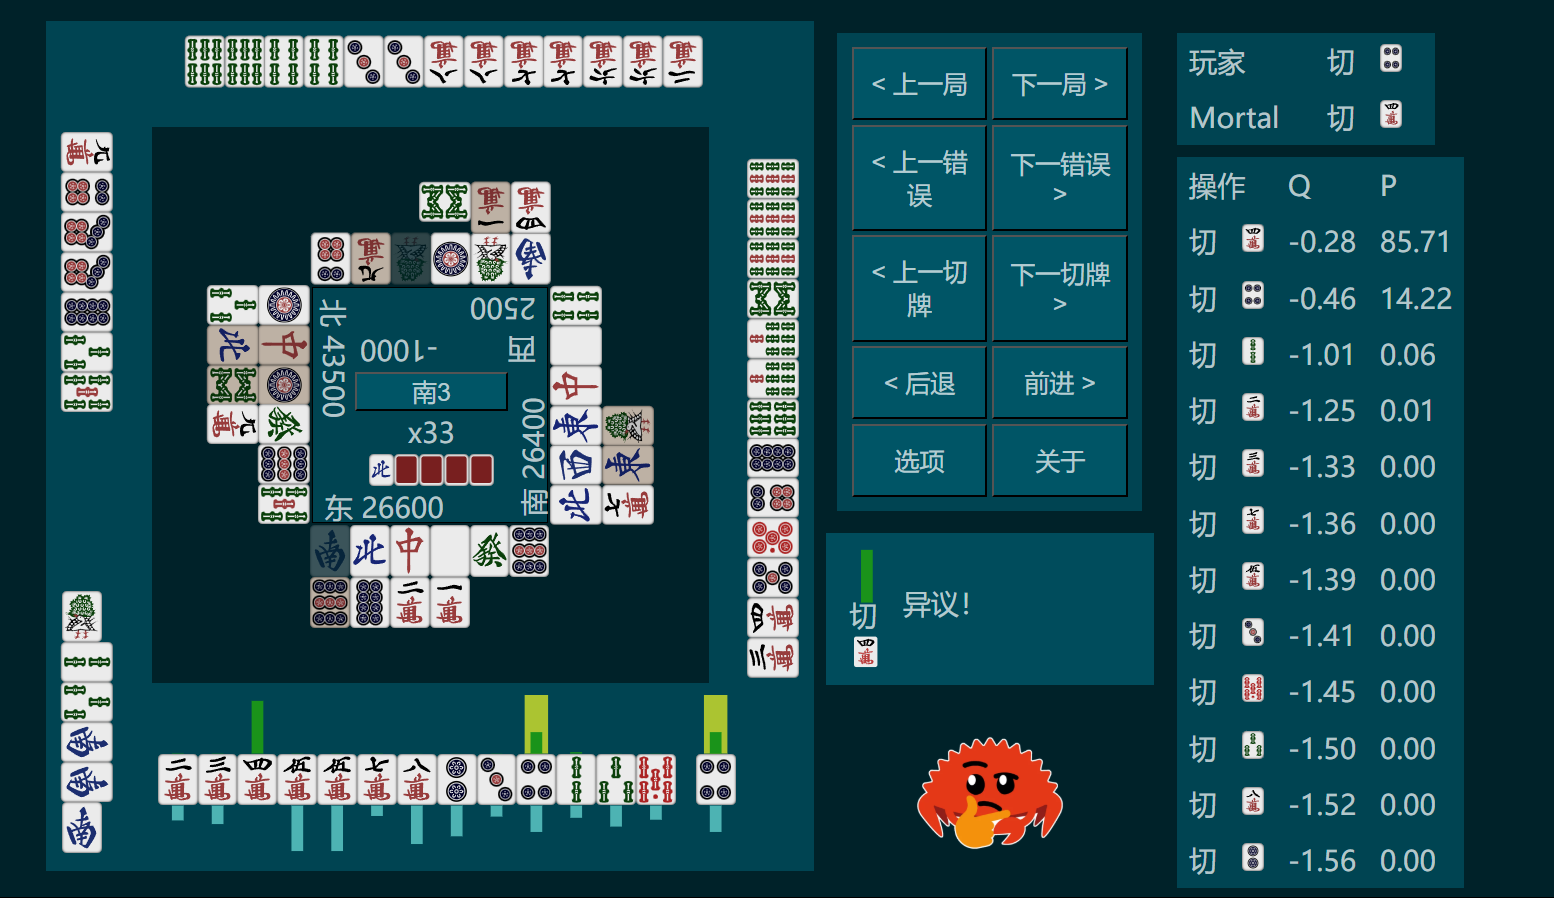 北 43500
2500
西
-1000
南3
x33
南 26400
东 26600
< 上一局
下一局 >
< 上一错
误
下一错误
>
< 上一切
牌
下一切牌
>
< 后退
前进 >
选项
关于
切
异议!
玩家 切
Mortal 切
操作 Q P
切 -0.28 85.71
切 -0.46 14.22
切 -1.01 0.06
切 -1.25 0.01
切 -1.33 0.00
切 -1.36 0.00
切 -1.39 0.00
切 -1.41 0.00
切 -1.45 0.00
切 -1.50 0.00
切 -1.52 0.00
切 -1.56 0.00